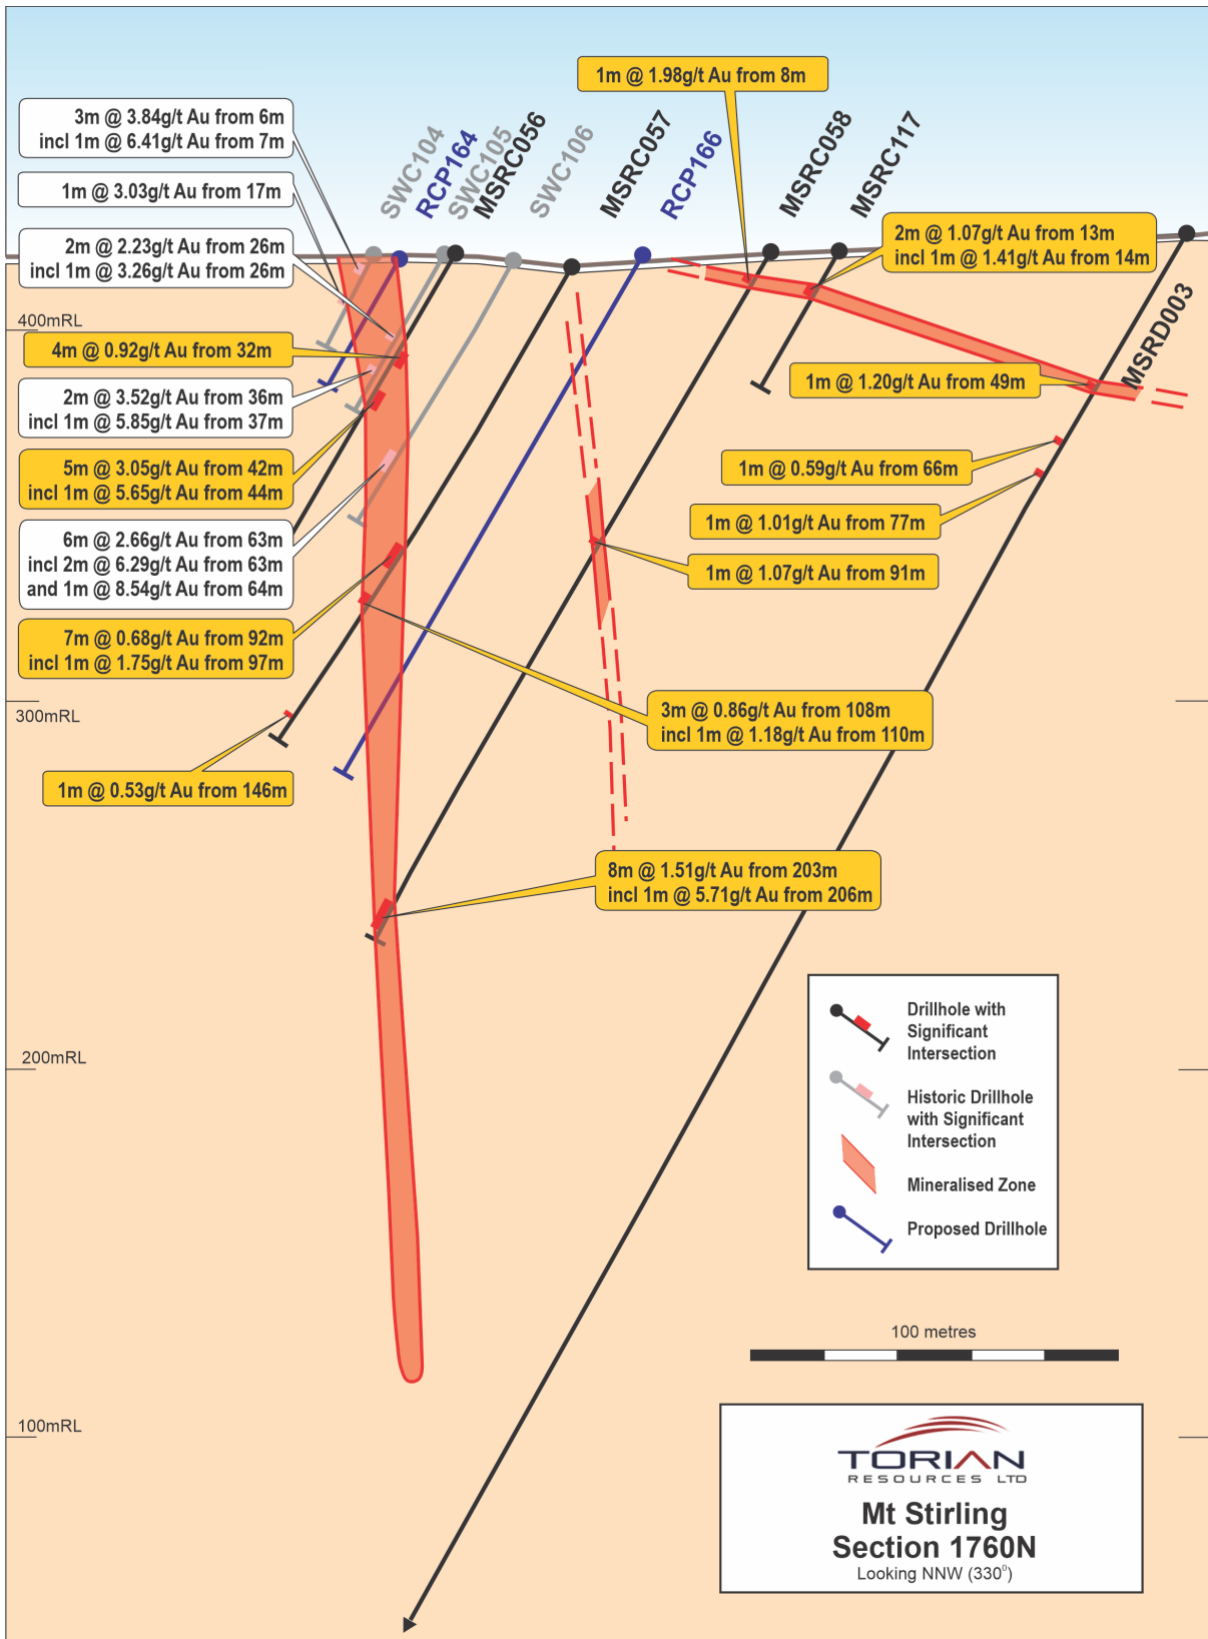 1m @ 1.98g/t Au from 8m
3m @ 3.84g/t Au from 6m
incl 1m @ 6.41g/t Au from 7m
1m @ 3.03g/t Au from 17m
2m @ 2.23g/t Au from 26m
incl 1m @ 3.26g/t Au from 26m
SWC104
RCP164
SWC105
MSRC056
SWC106
MSRC057
RCP166
MSRC058
MSRC117
2m @ 1.07g/t Au from 13m
incl 1m @ 1.41g/t Au from 14m
MSRD003
400mRL
4m @ 0.92g/t Au from 32m
2m @ 3.52g/t Au from 36m
incl 1m @ 5.85g/t Au from 37m
1m @ 1.20g/t Au from 49m
5m @ 3.05g/t Au from 42m
incl 1m @ 5.65g/t Au from 44m
1m @ 0.59g/t Au from 66m
1m @ 1.01g/t Au from 77m
6m @ 2.66g/t Au from 63m
incl 2m @ 6.29g/t Au from 63m
and 1m @ 8.54g/t Au from 64m
1m @ 1.07g/t Au from 91m
7m @ 0.68g/t Au from 92m
incl 1m @ 1.75g/t Au from 97m
300mRL
3m @ 0.86g/t Au from 108m
incl 1m @ 1.18g/t Au from 110m
1m @ 0.53g/t Au from 146m
8m @ 1.51g/t Au from 203m
incl 1m @ 5.71g/t Au from 206m
200mRL
Drillhole with
Significant
Intersection
Historic Drillhole
with Significant
Intersection
Mineralised Zone
Proposed Drillhole
100 metres
100mRL
TORIAN
RESOURCES LTD
Mt Stirling
Section 1760N
Looking NNW (330⁰)